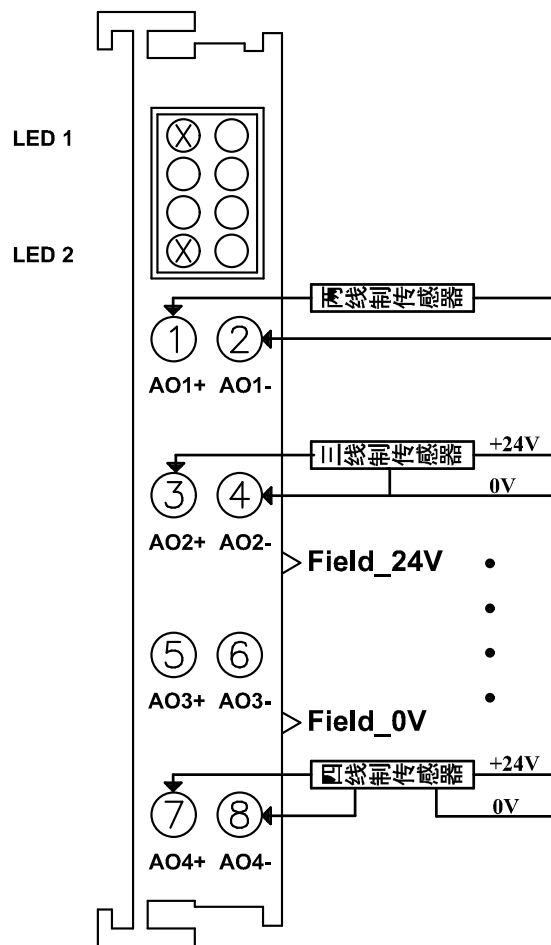 LED 1
LED 2
两线制传感器
1 2
AO1+ AO1-
三线制传感器 +24V
0V
3 4
AO2+ AO2-
Field_24V
5 6
AO3+ AO3-
Field_0V
四线制传感器 +24V
0V
7 8
AO4+ AO4-